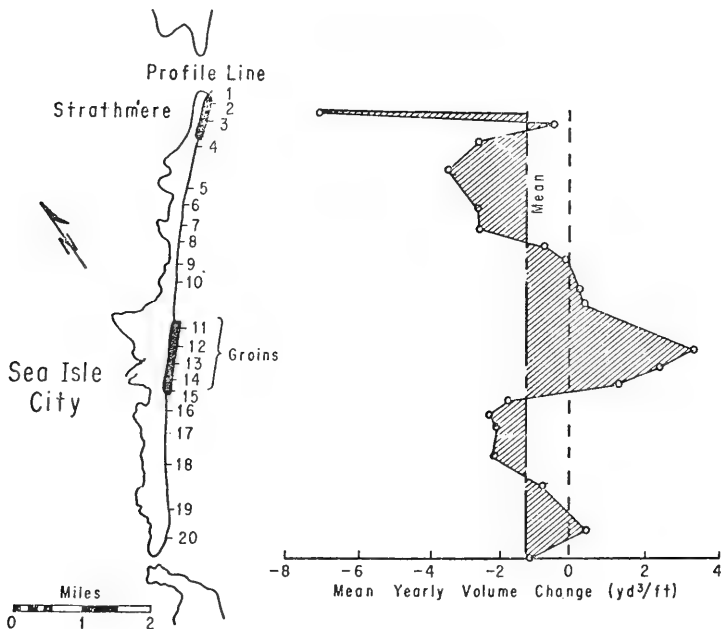 Profile Line
Strathmere
1
2
3
4
5
6
7
8
9
10
11
12
13
14
15
16
17
18
19
20
Groins
Sea Isle
City
Miles
0 1 2
Mean
-8 -6 -4 -2 0 2 4
Mean Yearly Volume Change (yd³/ft)